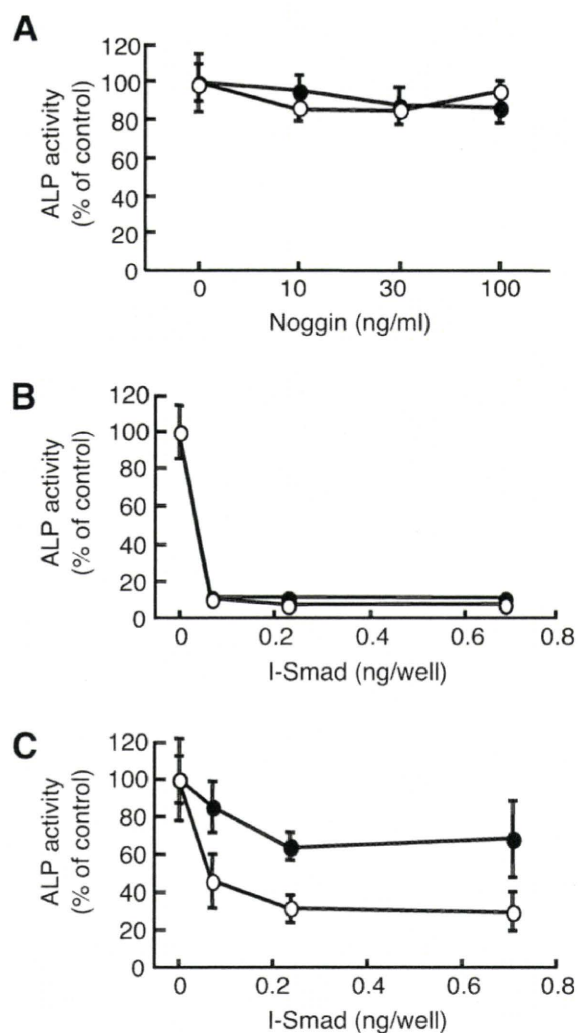 A
120
100
80
60
40
20
0
ALP activity
(% of control)
0 10 30 100
Noggin (ng/ml)
B
120
100
80
60
40
20
0
ALP activity
(% of control)
0 0.2 0.4 0.6 0.8
I-Smad (ng/well)
C
120
100
80
60
40
20
0
ALP activity
(% of control)
0 0.2 0.4 0.6 0.8
I-Smad (ng/well)